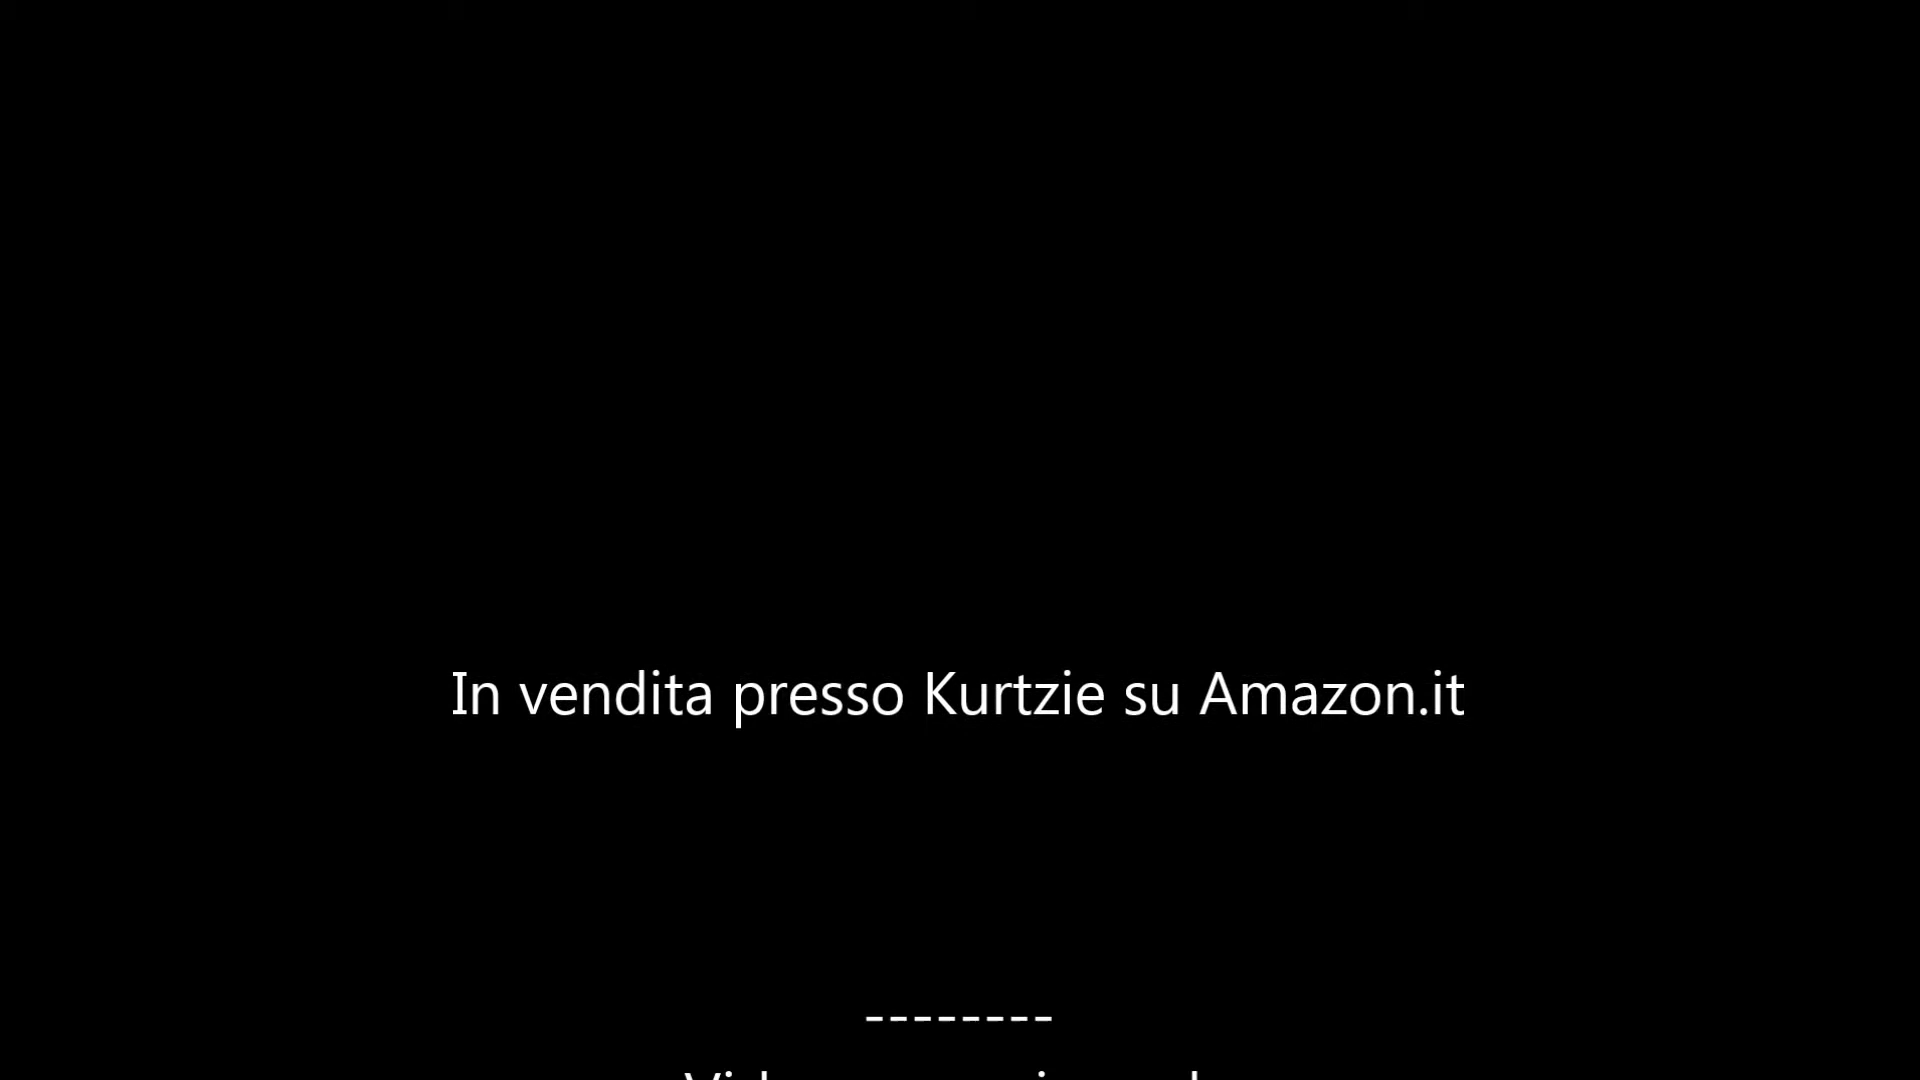 In vendita presso Kurtzie su Amazon.it
--------